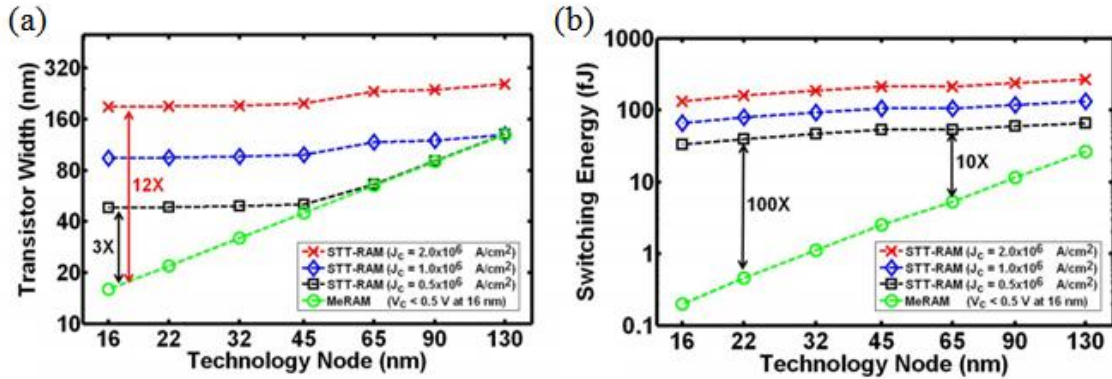 (a)
Transistor Width (nm)
320
160
80
40
20
10
12X
3X
STT-RAM (J_C = 2.0x10^6 A/cm^2)
STT-RAM (J_C = 1.0x10^6 A/cm^2)
STT-RAM (J_C = 0.5x10^6 A/cm^2)
MeRAM (V_C < 0.5 V at 16 nm)
16 22 32 45 65 90 130
Technology Node (nm)
(b)
Switching Energy (fJ)
1000
100
10
1
0.1
100X
10X
STT-RAM (J_C = 2.0x10^6 A/cm^2)
STT-RAM (J_C = 1.0x10^6 A/cm^2)
STT-RAM (J_C = 0.5x10^6 A/cm^2)
MeRAM (V_C < 0.5 V at 16 nm)
16 22 32 45 65 90 130
Technology Node (nm)